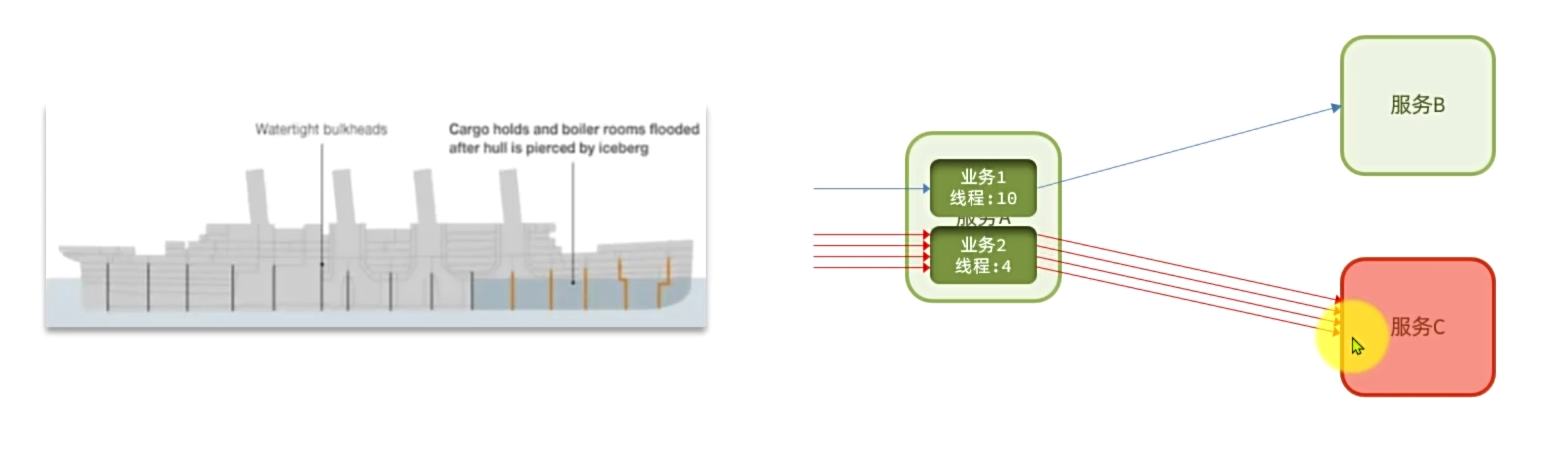 Watertight bulkheads
Cargo holds and boiler rooms flooded
after hull is pierced by iceberg
业务1
线程:10
服务A
业务2
线程:4
服务B
服务C